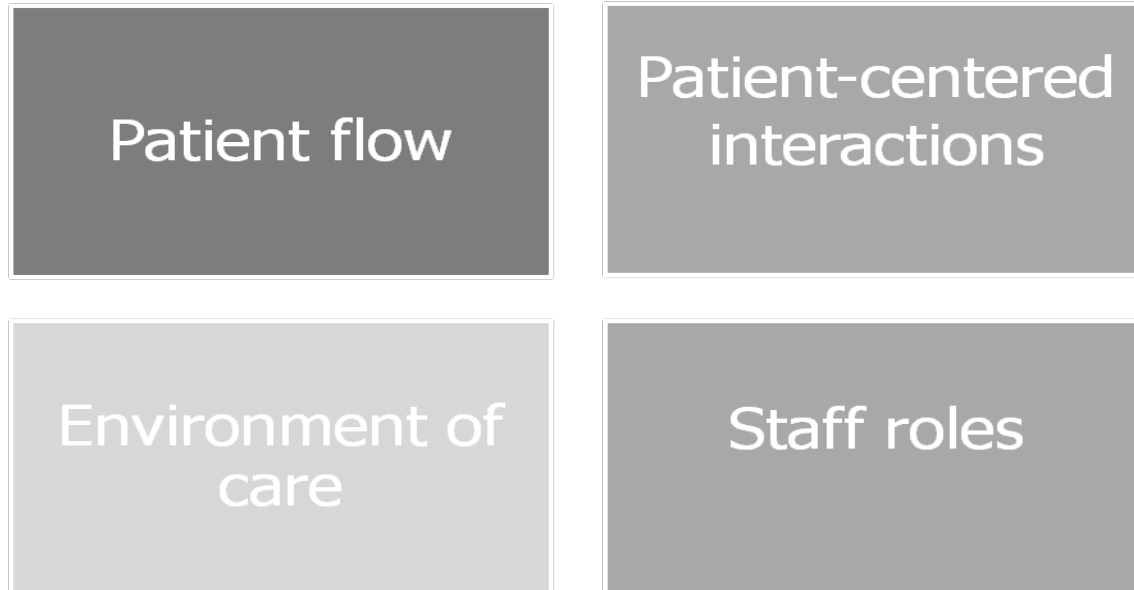 Patient flow
Patient-centered
interactions
Environment of
care
Staff roles